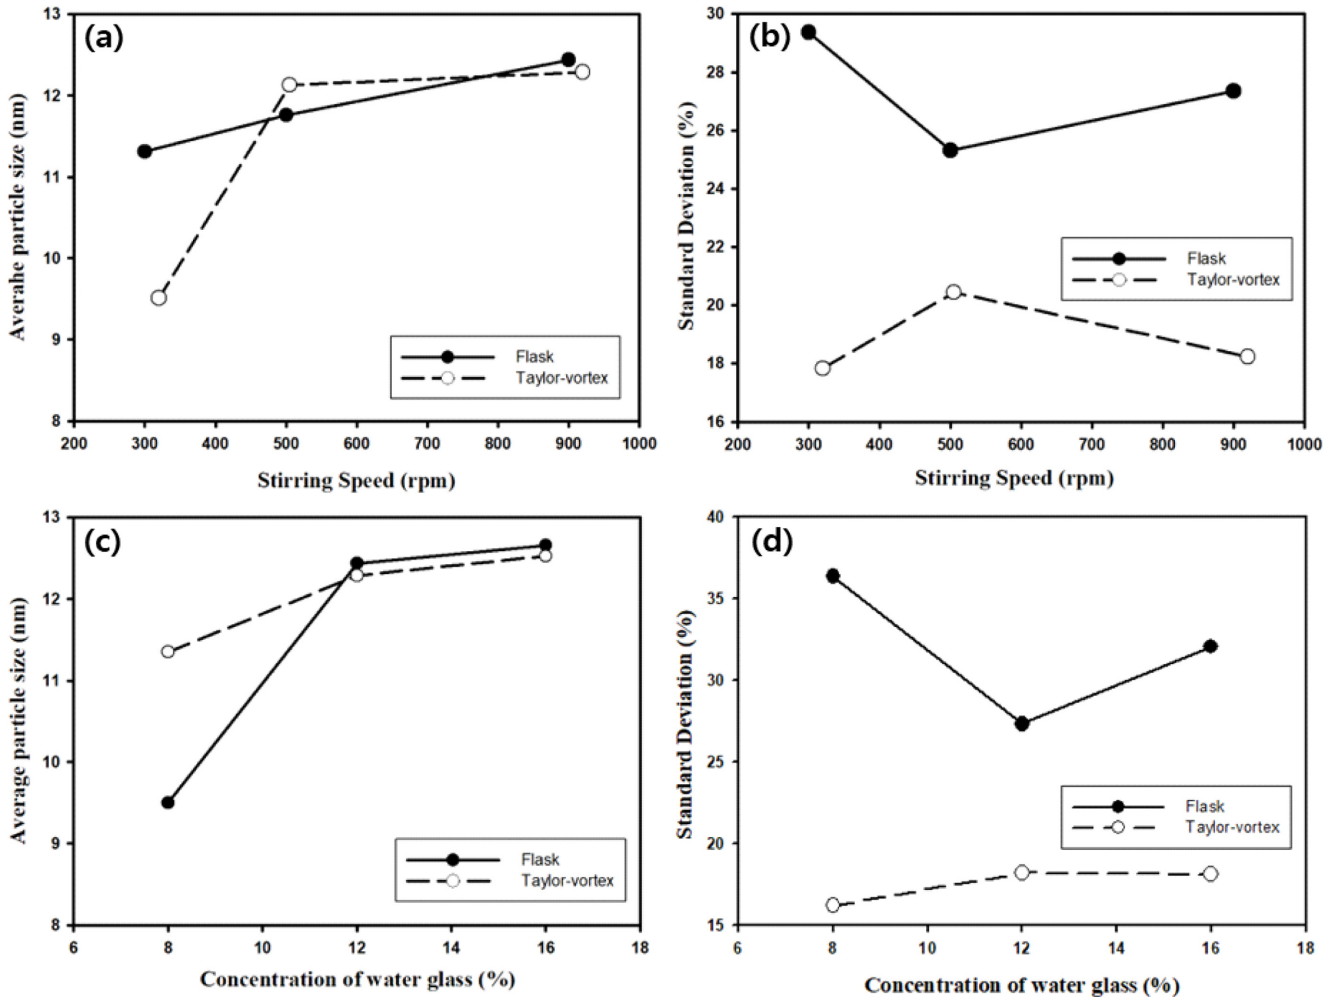 (a)
13
12
11
10
9
8
Averahe particle size (nm)
200 300 400 500 600 700 800 900 1000
Stirring Speed (rpm)
Flask
Taylor-vortex
(b)
30
28
26
24
22
20
18
16
Standard Deviation (%)
200 300 400 500 600 700 800 900 1000
Stirring Speed (rpm)
Flask
Taylor-vortex
(c)
13
12
11
10
9
8
Average particle size (nm)
6 8 10 12 14 16 18
Concentration of water glass (%)
Flask
Taylor-vortex
(d)
40
35
30
25
20
15
Standard Deviation (%)
6 8 10 12 14 16 18
Concentration of water glass (%)
Flask
Taylor-vortex